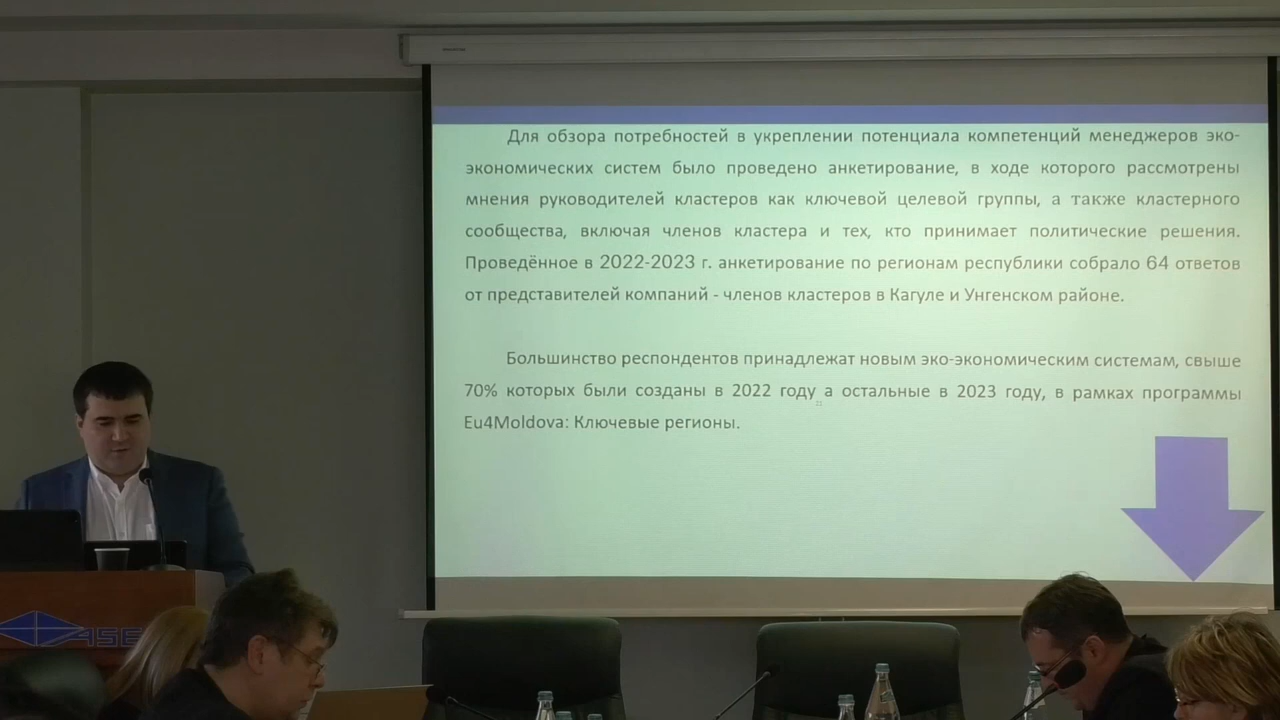 Для обзора потребностей в укреплении потенциала компетенций менеджеров эко-
экономических систем было проведено анкетирование, в ходе которого рассмотрены
мнения руководителей кластеров как ключевой целевой группы, а также кластерного
сообщества, включая членов кластера и тех, кто принимает политические решения.
Проведённое в 2022-2023 г. анкетирование по регионам республики собрало 64 ответов
от представителей компаний - членов кластеров в Кагуле и Унгенском районе.
Большинство респондентов принадлежат новым эко-экономическим системам, свыше
70% которых были созданы в 2022 году а остальные в 2023 году, в рамках программы
Eu4Moldova: Ключевые регионы.
ASE